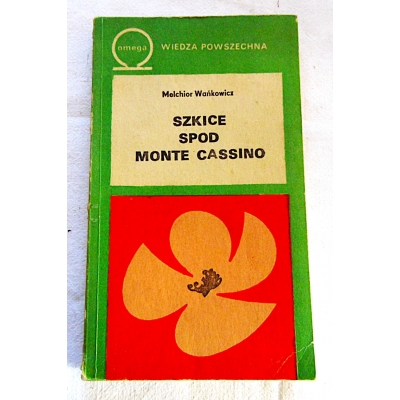 omega
WIEDZA POWSZECHNA
Melchior Wańkowicz
SZKICE
SPOD
MONTE CASSINO